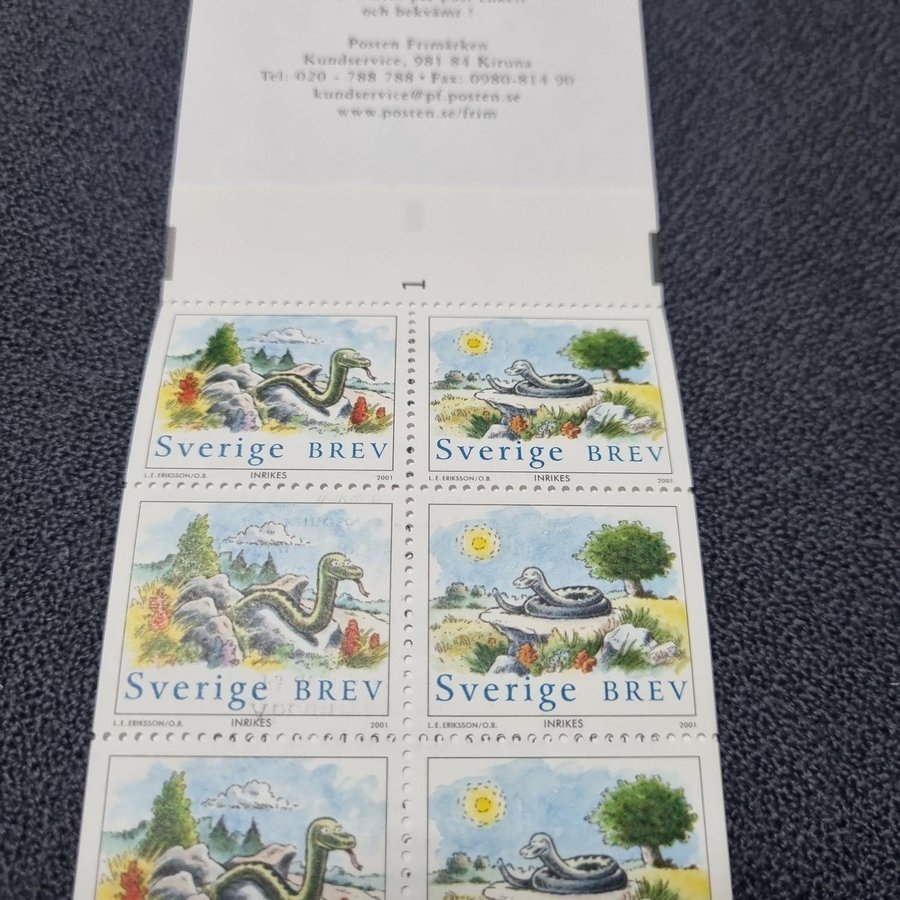 och bekvämt !
Posten Frimärken
Kundservice, 981 84 Kiruna
Tel: 020 - 788 788 • Fax: 0980-814 90
kundservice@pf.posten.se
www.posten.se/frim
1
Sverige BREV
L.E. ERIKSSON/O.B. INRIKES 2001
Sverige BREV
L.E. ERIKSSON/O.B. INRIKES 2001
Sverige BREV
L.E. ERIKSSON/O.B. INRIKES 2001
Sverige BREV
L.E. ERIKSSON/O.B. INRIKES 2001